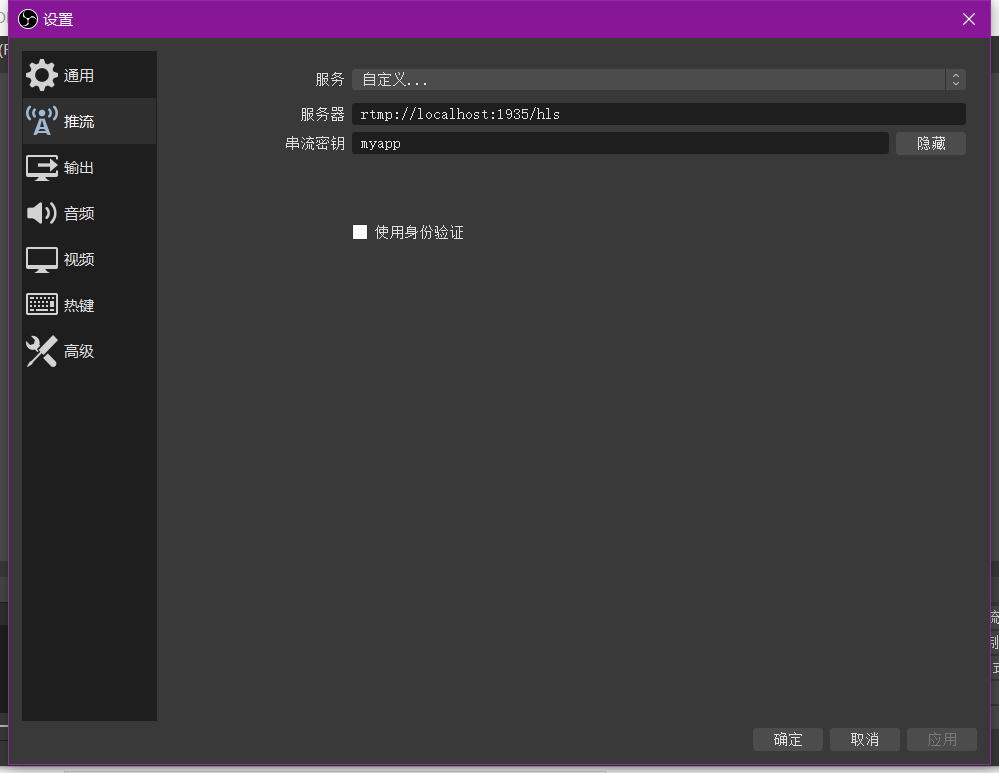 设置
通用
推流
输出
音频
视频
热键
高级
服务 自定义...
服务器 rtmp://localhost:1935/hls
串流密钥 myapp 隐藏
使用身份验证
确定 取消 应用